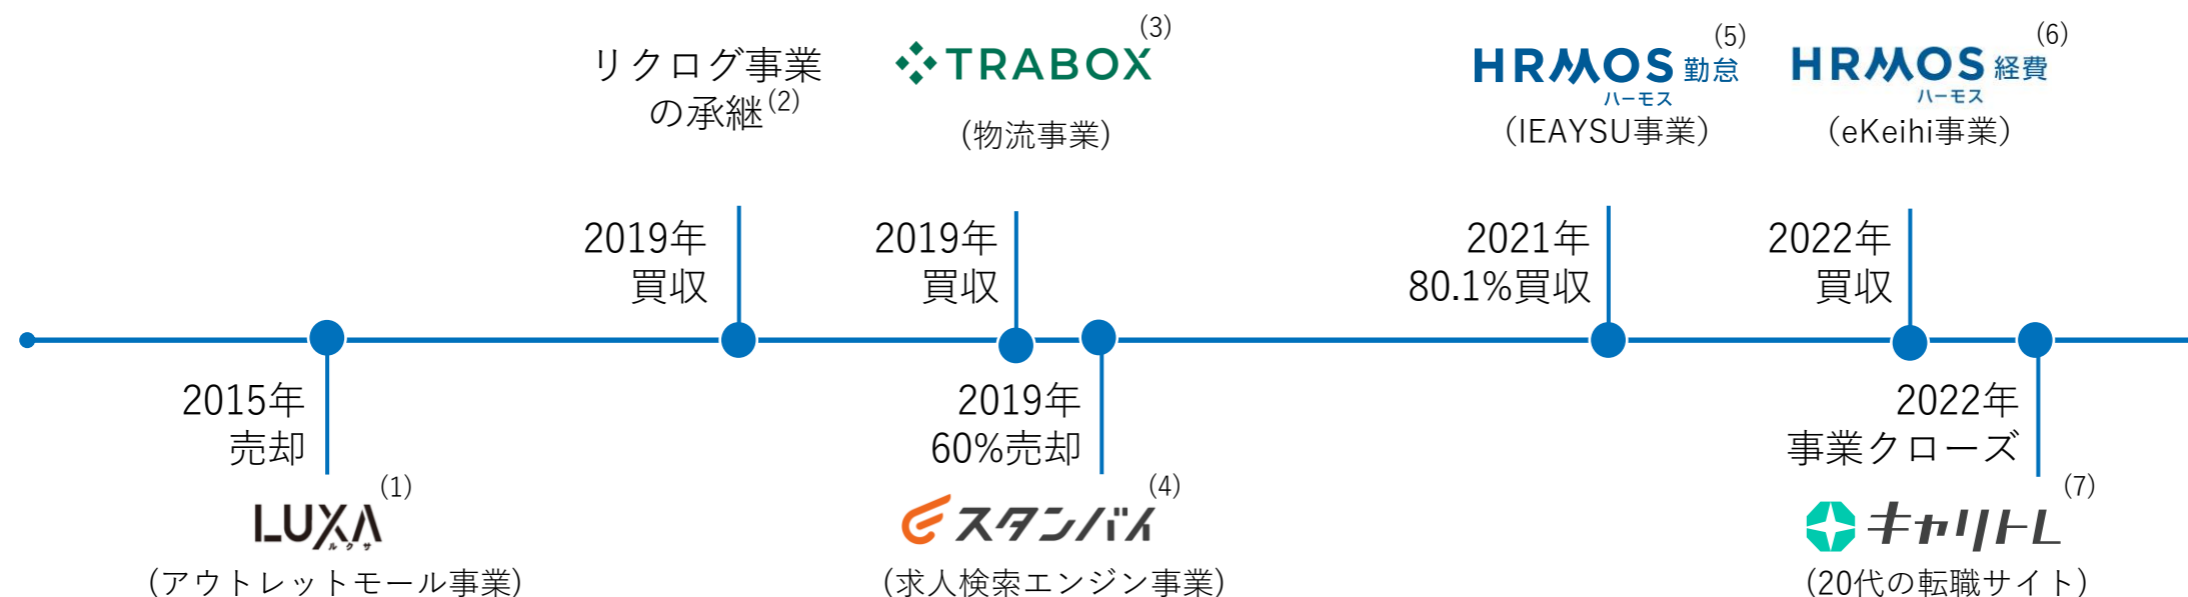 リクログ事業
の承継(2)
TRABOX(3)
(物流事業)
HRMOS 勤怠(5)
ハーモス
(IEAYSU事業)
HRMOS 経費(6)
ハーモス
(eKeihi事業)
2019年
買収
2019年
買収
2021年
80.1%買収
2022年
買収
2015年
売却
2019年
60%売却
2022年
事業クローズ
LUXA(1)
ルクサ
(アウトレットモール事業)
スタンバイ(4)
(求人検索エンジン事業)
キャリトレ(7)
(20代の転職サイト)